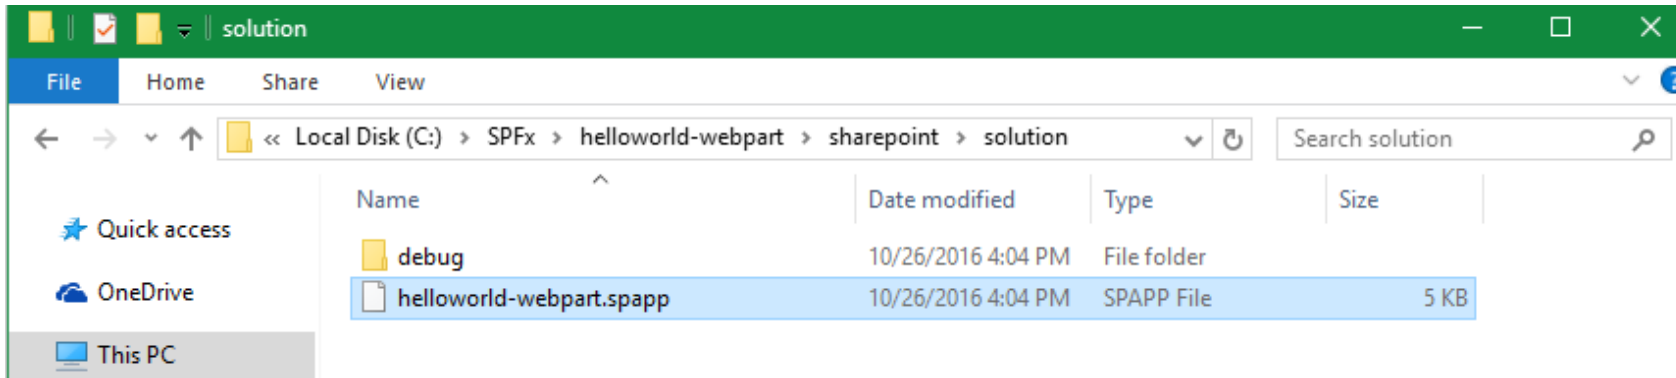 solution
File Home Share View
« Local Disk (C:) > SPFx > helloworld-webpart > sharepoint > solution Search solution
Name Date modified Type Size
Quick access
debug 10/26/2016 4:04 PM File folder
OneDrive helloworld-webpart.spapp 10/26/2016 4:04 PM SPAPP File 5 KB
This PC